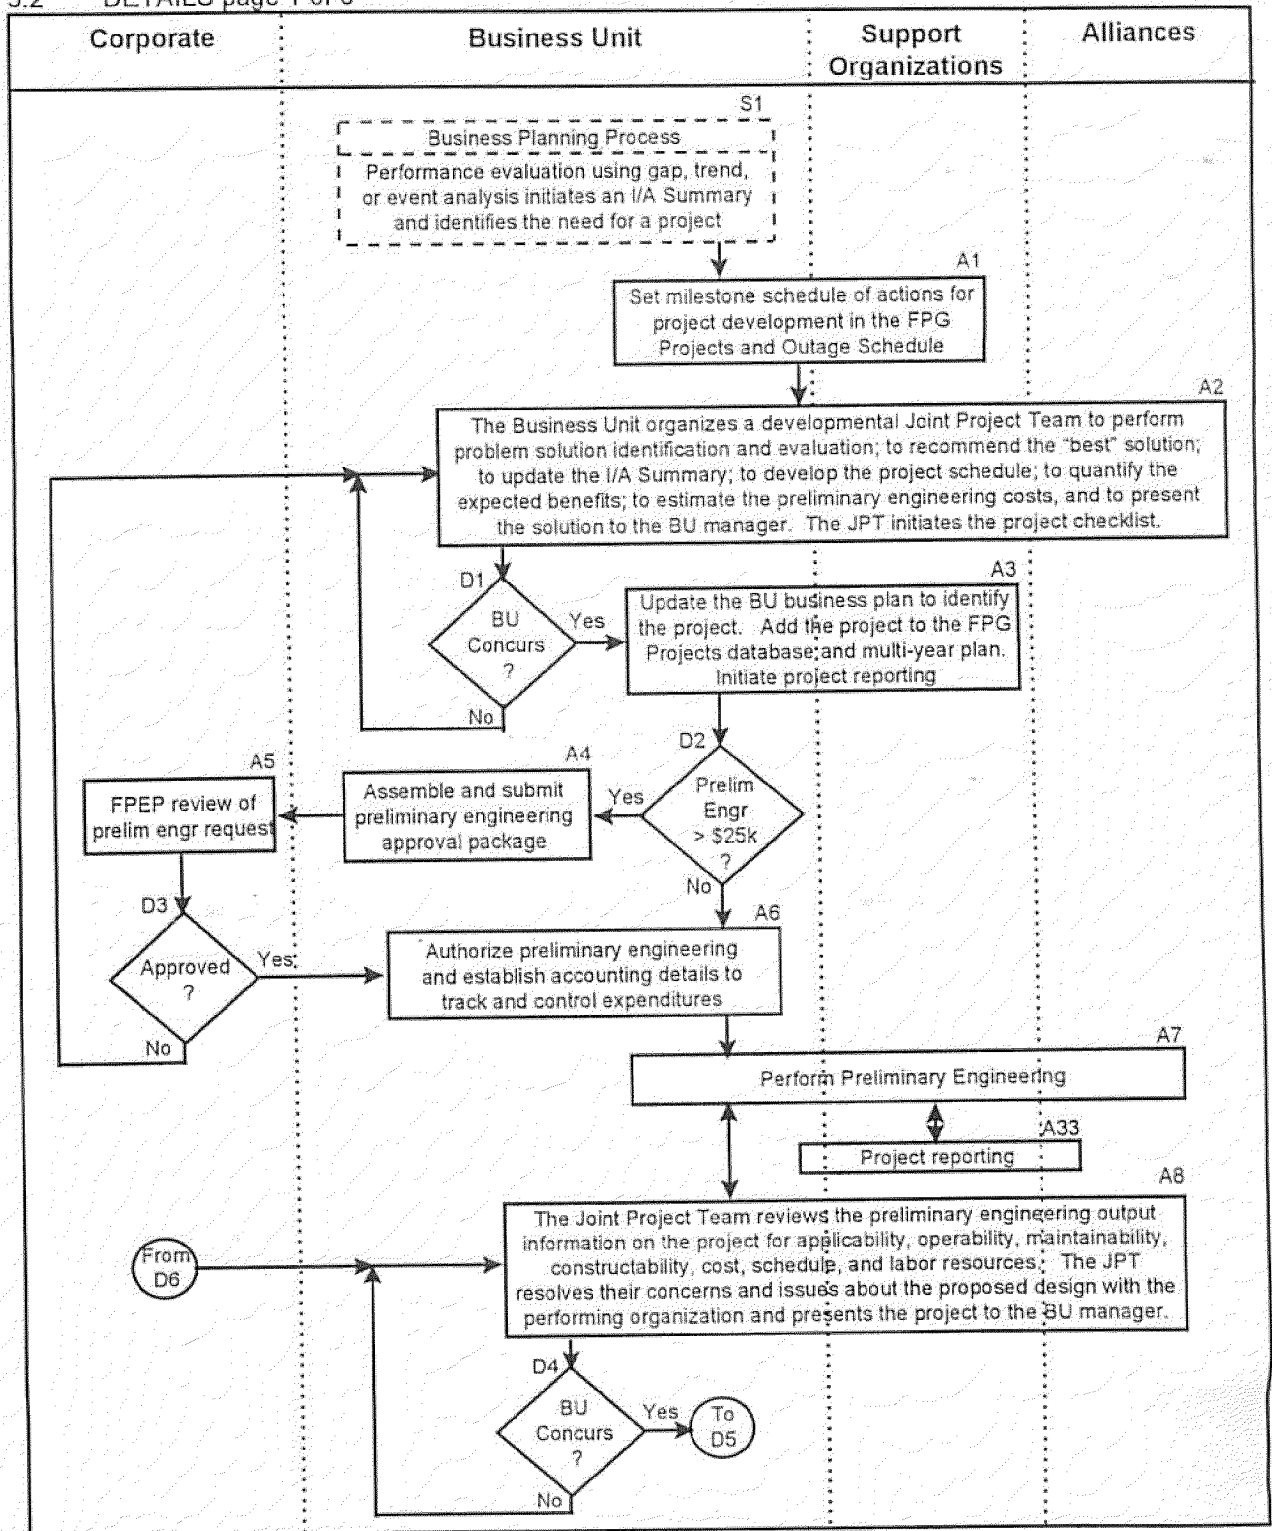 5.2 DETAILS page 1 of 6
Corporate
Business Unit
Support
Organizations
Alliances
S1
Business Planning Process
Performance evaluation using gap, trend,
or event analysis initiates an I/A Summary
and identifies the need for a project
A1
Set milestone schedule of actions for
project development in the FPG
Projects and Outage Schedule
A2
The Business Unit organizes a developmental Joint Project Team to perform
problem solution identification and evaluation; to recommend the "best" solution;
to update the I/A Summary; to develop the project schedule; to quantify the
expected benefits; to estimate the preliminary engineering costs, and to present
the solution to the BU manager. The JPT initiates the project checklist.
D1
BU
Concurs
?
Yes
No
A3
Update the BU business plan to identify
the project. Add the project to the FPG
Projects database and multi-year plan.
Initiate project reporting
D2
Prelim
Engr
> $25k
?
Yes
No
A4
Assemble and submit
preliminary engineering
approval package
A5
FPEP review of
prelim engr request
D3
Approved
?
Yes
No
A6
Authorize preliminary engineering
and establish accounting details to
track and control expenditures
A7
Perform Preliminary Engineering
A33
Project reporting
A8
The Joint Project Team reviews the preliminary engineering output
information on the project for applicability, operability, maintainability,
constructability, cost, schedule, and labor resources. The JPT
resolves their concerns and issues about the proposed design with the
performing organization and presents the project to the BU manager.
From
D6
D4
BU
Concurs
?
Yes
No
To
D5